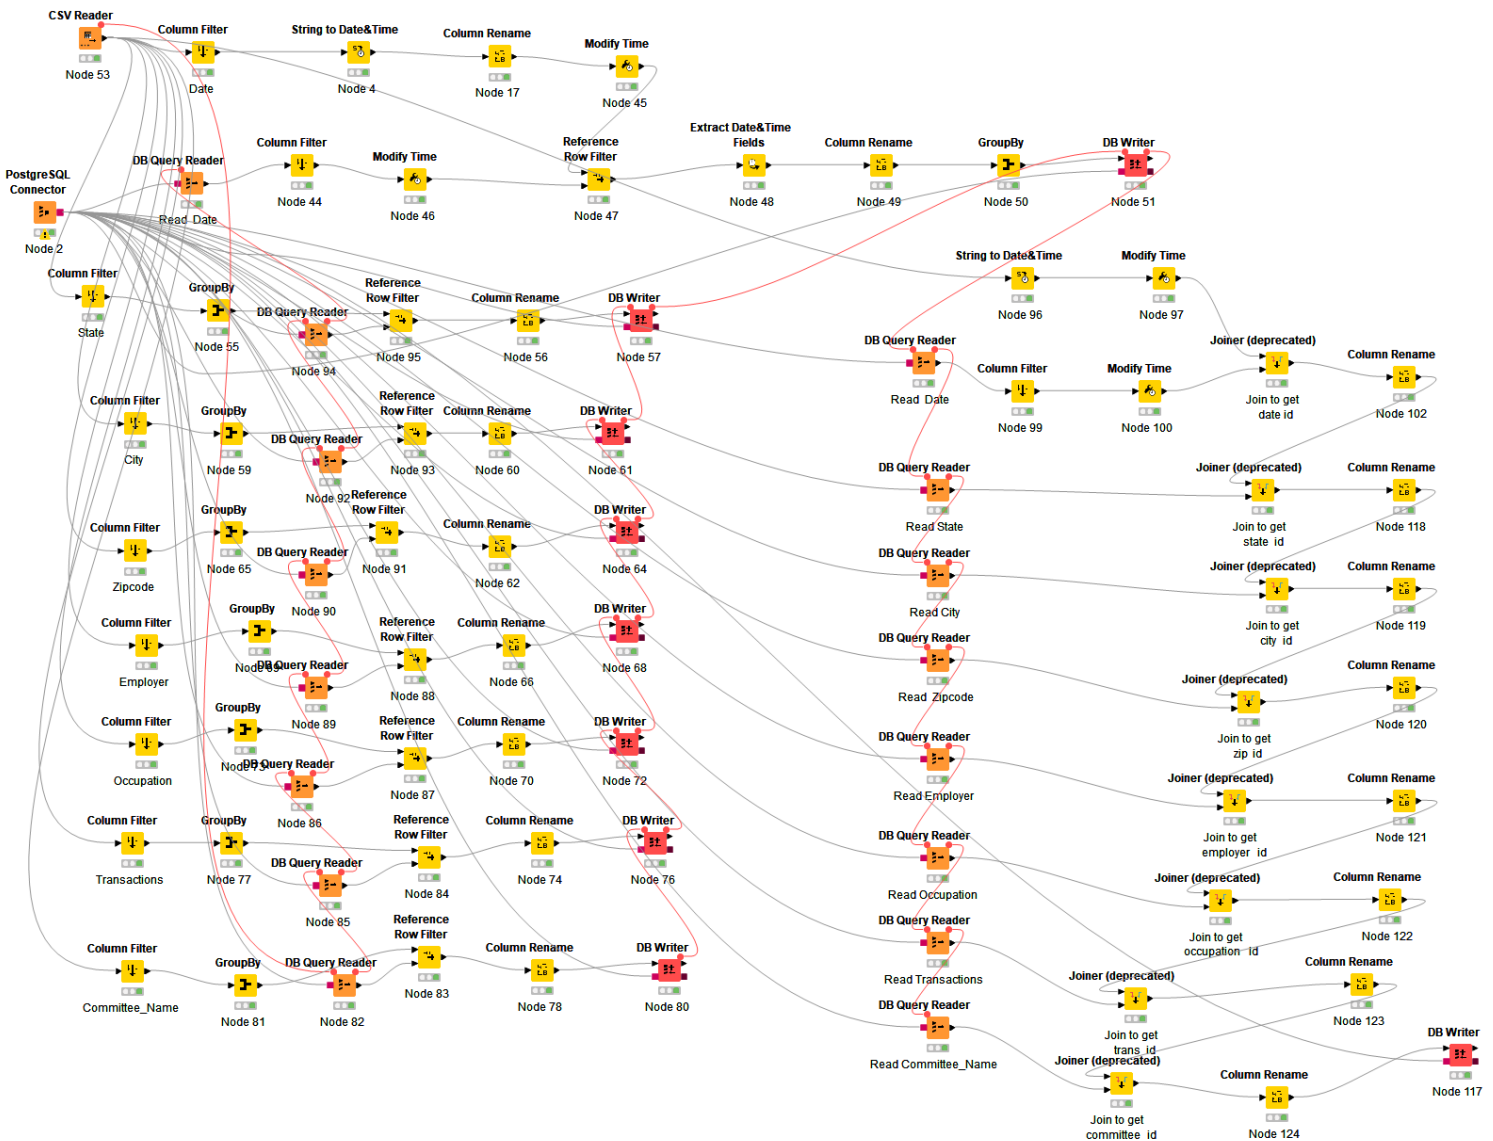 CSV Reader
Node 53
Column Filter
Date
String to Date&Time
Node 4
Column Rename
Node 17
Modify Time
Node 45
PostgreSQL
Connector
Node 2
DB Query Reader
Read Date
Column Filter
Node 44
Modify Time
Node 46
Reference
Row Filter
Node 47
Extract Date&Time
Fields
Node 48
Column Rename
Node 49
GroupBy
Node 50
DB Writer
Node 51
String to Date&Time
Node 96
Modify Time
Node 97
Column Filter
State
GroupBy
Node 55
DB Query Reader
Node 94
Reference
Row Filter
Node 95
Column Rename
Node 56
DB Writer
Node 57
DB Query Reader
Read Date
Column Filter
Node 99
Modify Time
Node 100
Joiner (deprecated)
Join to get
date id
Column Rename
Node 102
Column Filter
City
GroupBy
Node 59
DB Query Reader
Node 92
Reference
Row Filter
Node 93
Column Rename
Node 60
DB Writer
Node 61
DB Query Reader
Read State
Joiner (deprecated)
Join to get
state_id
Column Rename
Node 118
Column Filter
Zipcode
GroupBy
Node 65
DB Query Reader
Node 90
Reference
Row Filter
Node 91
Column Rename
Node 62
DB Writer
Node 64
DB Query Reader
Read City
Joiner (deprecated)
Join to get
city_id
Column Rename
Node 119
Column Filter
Employer
GroupBy
Node 69
DB Query Reader
Node 89
Reference
Row Filter
Node 88
Column Rename
Node 66
DB Writer
Node 68
DB Query Reader
Read Zipcode
Joiner (deprecated)
Join to get
zip_id
Column Rename
Node 120
Column Filter
Occupation
GroupBy
Node 73
DB Query Reader
Node 86
Reference
Row Filter
Node 87
Column Rename
Node 70
DB Writer
Node 72
DB Query Reader
Read Employer
Joiner (deprecated)
Join to get
employer_id
Column Rename
Node 121
Column Filter
Transactions
GroupBy
Node 77
DB Query Reader
Node 85
Reference
Row Filter
Node 84
Column Rename
Node 74
DB Writer
Node 76
DB Query Reader
Read Occupation
Joiner (deprecated)
Join to get
occupation_id
Column Rename
Node 122
Column Filter
Committee_Name
GroupBy
Node 81
DB Query Reader
Node 82
Reference
Row Filter
Node 83
Column Rename
Node 78
DB Writer
Node 80
DB Query Reader
Read Transactions
Joiner (deprecated)
Join to get
trans_id
Column Rename
Node 123
DB Query Reader
Read Committee_Name
Joiner (deprecated)
Join to get
committee_id
Column Rename
Node 124
DB Writer
Node 117